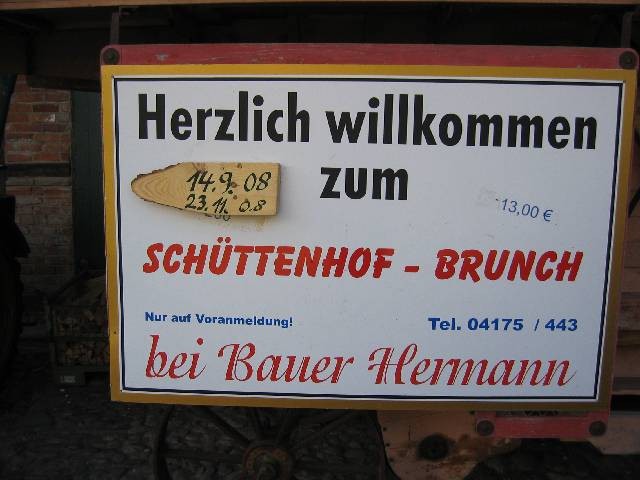 Herzlich willkommen
zum
14.9.08
23.11.08
13,00 €
SCHÜTTENHOF - BRUNCH
Nur auf Voranmeldung!
Tel. 04175 / 443
bei Bauer Hermann